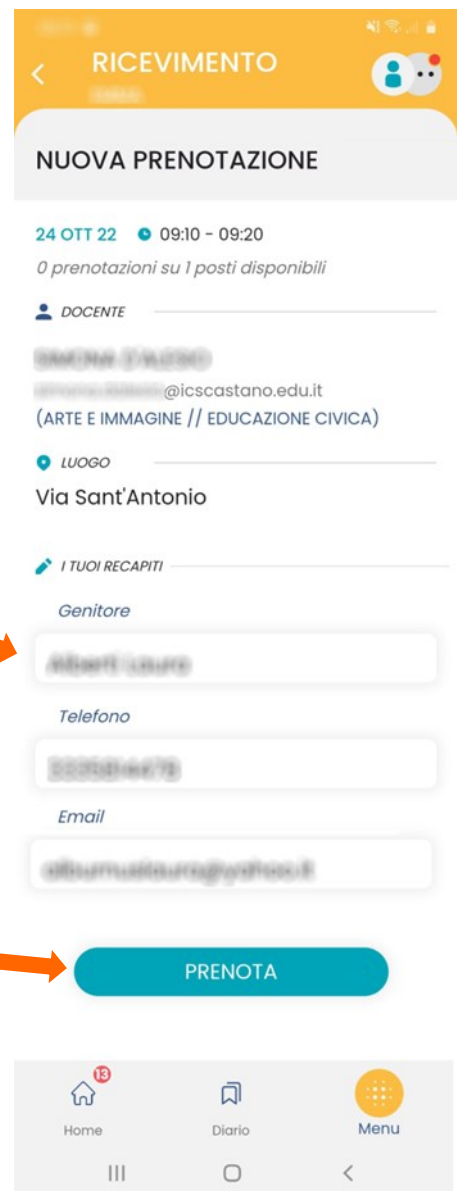 RICEVIMENTO
NUOVA PRENOTAZIONE
24 OTT 22 09:10 - 09:20
0 prenotazioni su 1 posti disponibili
DOCENTE
@icscastano.edu.it
(ARTE E IMMAGINE // EDUCAZIONE CIVICA)
LUOGO
Via Sant'Antonio
I TUOI RECAPITI
Genitore
Telefono
Email
PRENOTA
13
Home Diario Menu